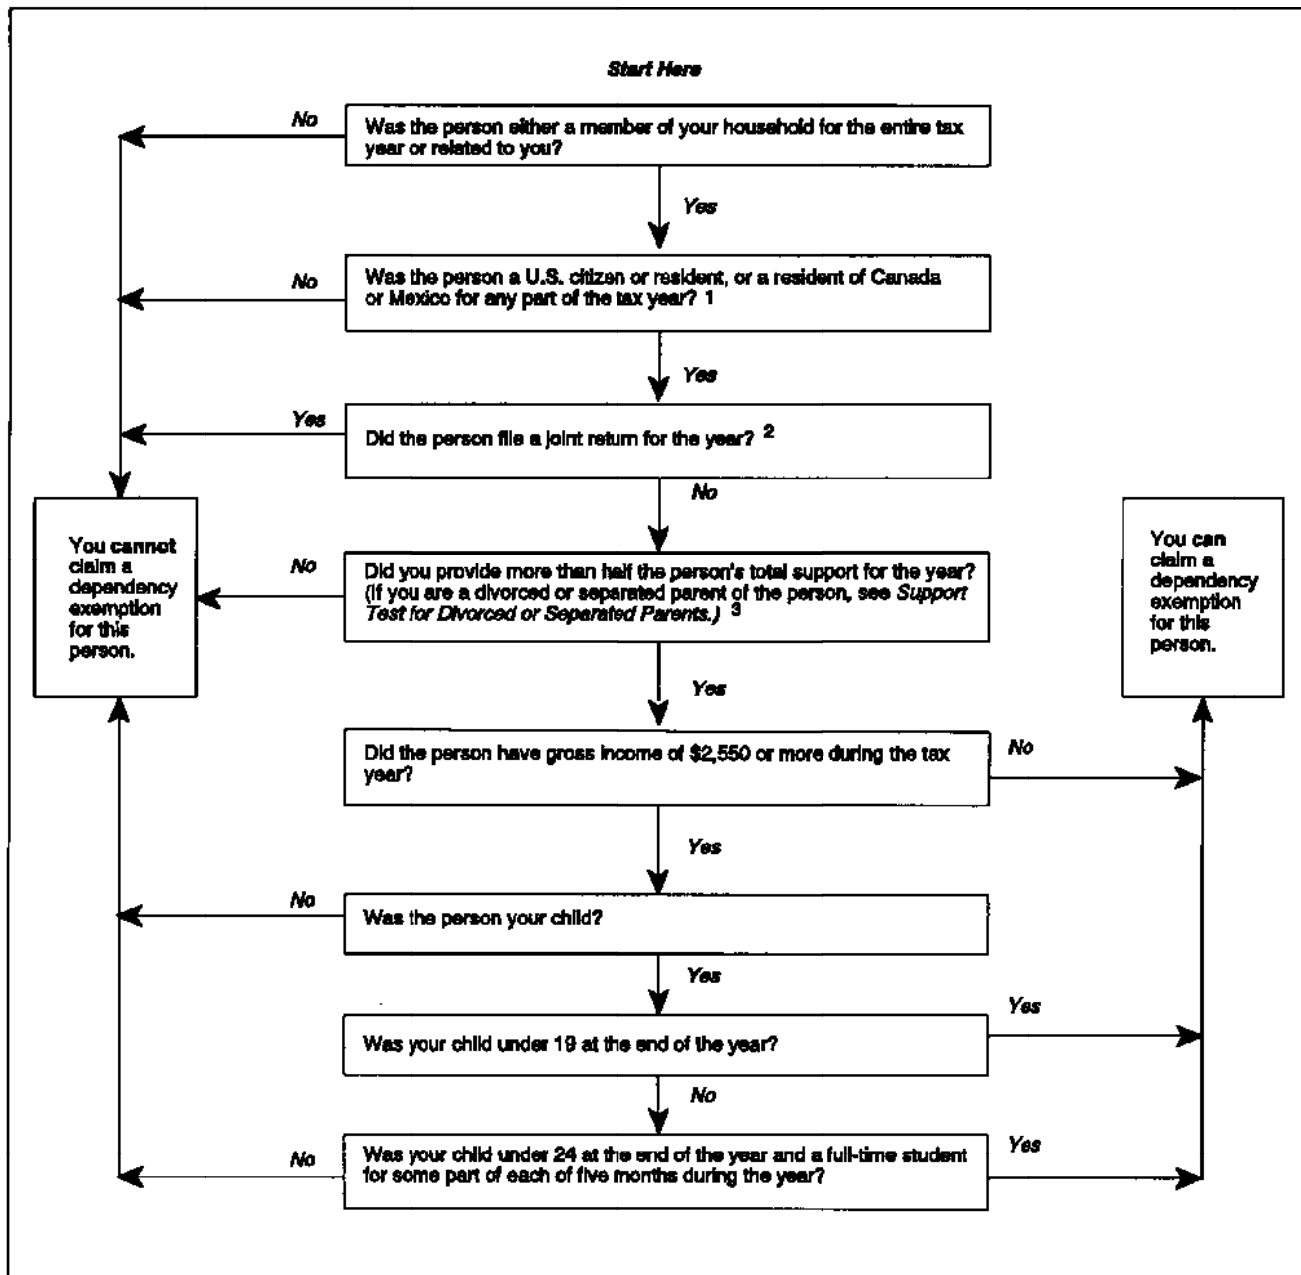 Start Here
No
Was the person either a member of your household for the entire tax
year or related to you?
Yes
No
Was the person a U.S. citizen or resident, or a resident of Canada
or Mexico for any part of the tax year? 1
Yes
Yes
Did the person file a joint return for the year? 2
No
You cannot
claim a
dependency
exemption
for this
person.
No
Did you provide more than half the person's total support for the year?
(If you are a divorced or separated parent of the person, see Support
Test for Divorced or Separated Parents.) 3
You can
claim a
dependency
exemption
for this
person.
Yes
Did the person have gross income of $2,550 or more during the tax
year?
No
Yes
No
Was the person your child?
Yes
Was your child under 19 at the end of the year?
Yes
No
No
Was your child under 24 at the end of the year and a full-time student
for some part of each of five months during the year?
Yes